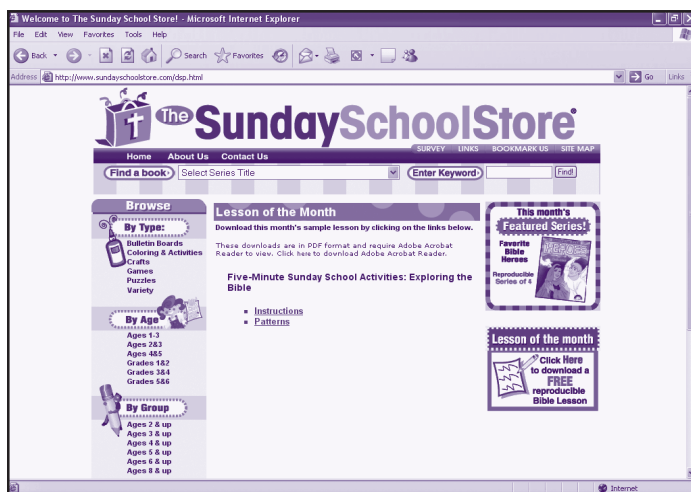 Welcome to The Sunday School Store! - Microsoft Internet Explorer
File Edit View Favorites Tools Help
Back Search Favorites
Address http://www.sundayschoolstore.com/dsp.html Go Links
The SundaySchoolStore
SURVEY LINKS BOOKMARK US SITE MAP
Home About Us Contact Us
Find a book Select Series Title Enter Keyword Find!
Browse
By Type:
Bulletin Boards
Coloring & Activities
Crafts
Games
Puzzles
Variety
By Age
Ages 1-3
Ages 2&3
Ages 4&5
Grades 1&2
Grades 3&4
Grades 5&6
By Group
Ages 2 & up
Ages 3 & up
Ages 4 & up
Ages 5 & up
Ages 6 & up
Ages 8 & up
Lesson of the Month
Download this month's sample lesson by clicking on the links below.
These downloads are in PDF format and require Adobe Acrobat
Reader to view. Click here to download Adobe Acrobat Reader.
Five-Minute Sunday School Activities: Exploring the
Bible
Instructions
Patterns
This month's
Featured Series!
Favorite
Bible
Heroes
Reproducible
Series of 4
HEROES
Lesson of the month
Click Here
to download a
FREE
reproducible
Bible Lesson
Internet